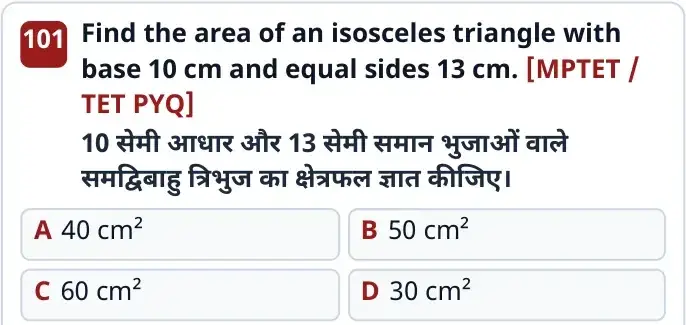 101 Find the area of an isosceles triangle with
base 10 cm and equal sides 13 cm. [MPTET /
TET PYQ]
10 सेमी आधार और 13 सेमी समान भुजाओं वाले
समद्विबाहु त्रिभुज का क्षेत्रफल ज्ञात कीजिए।
A 40 cm²
B 50 cm²
C 60 cm²
D 30 cm²